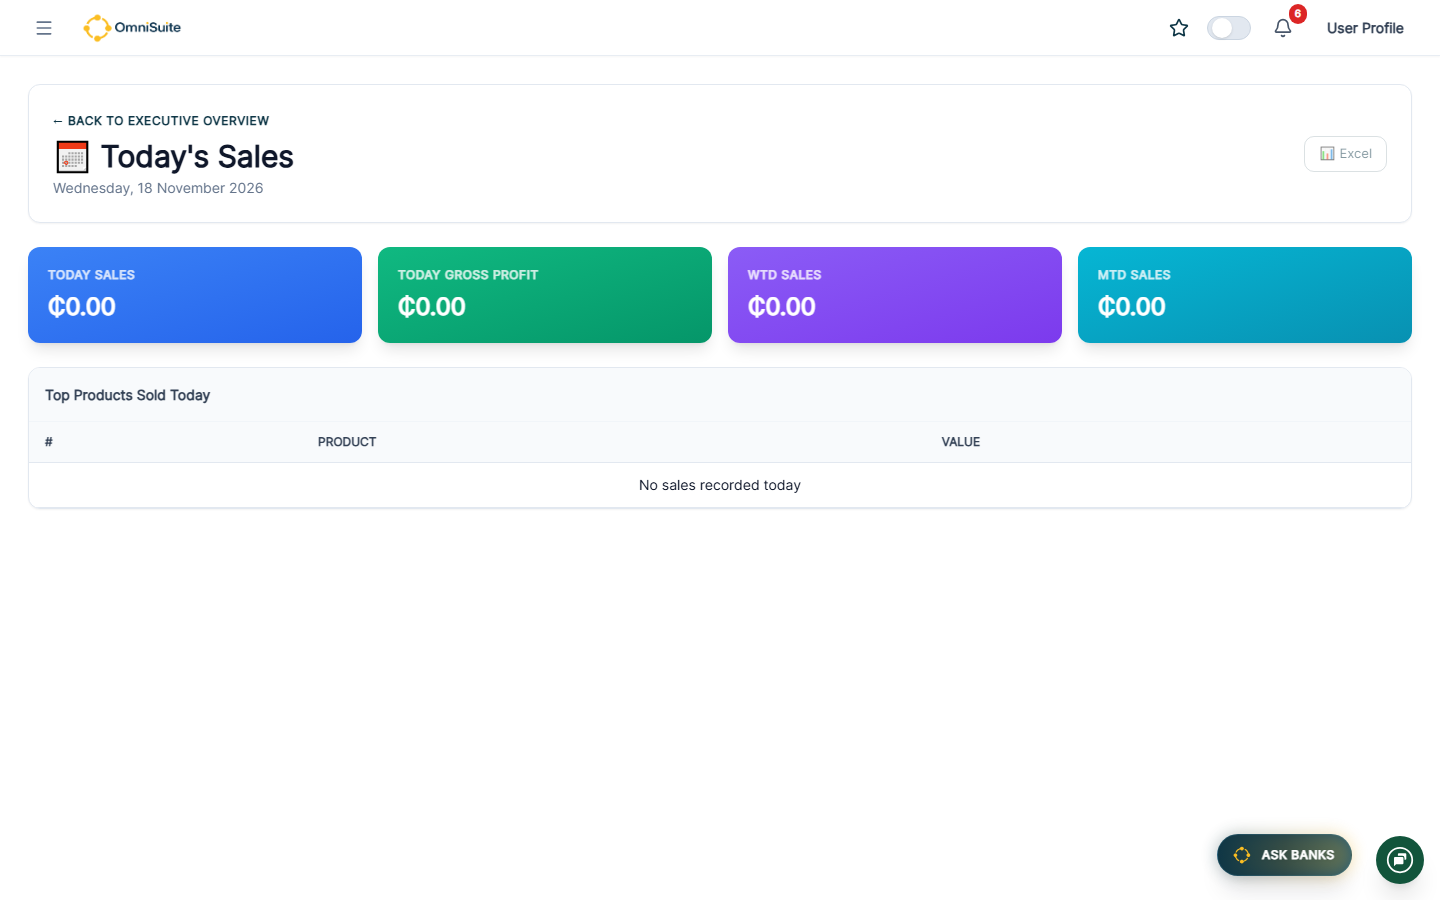 OmniSuite
6
User Profile
← BACK TO EXECUTIVE OVERVIEW
Today's Sales
Wednesday, 18 November 2026
Excel
TODAY SALES
₵0.00
TODAY GROSS PROFIT
₵0.00
WTD SALES
₵0.00
MTD SALES
₵0.00
Top Products Sold Today
# PRODUCT VALUE
No sales recorded today
ASK BANKS